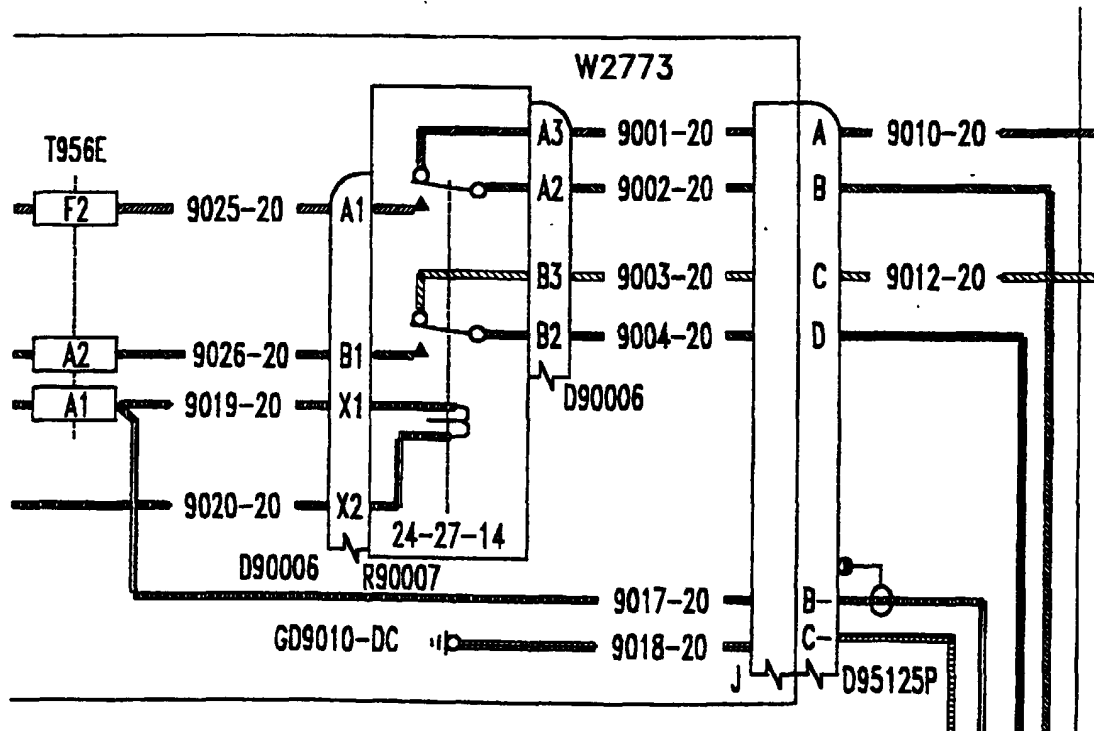 W2773
T956E
A3 9001-20 A 9010-20
A2 9002-20 B
F2 9025-20 A1
B3 9003-20 C 9012-20
B2 9004-20 D
A2 9026-20 B1
D90006
A1 9019-20 X1
9020-20 X2
24-27-14
D90006 R90007
9017-20 B-
GD9010-DC 9018-20 C-
J D95125P